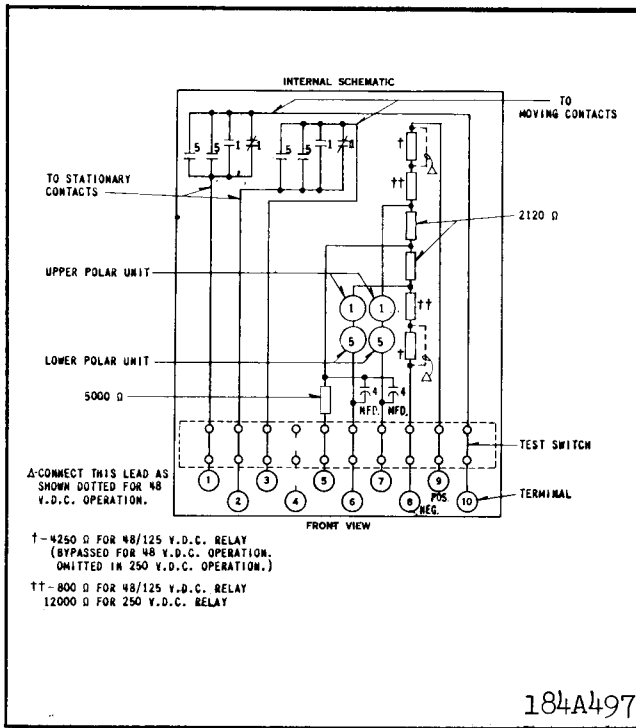 INTERNAL SCHEMATIC
TO
MOVING CONTACTS
5 5 1 1
5 5 1 1
†
Δ
TO STATIONARY
CONTACTS
††
2120 Ω
UPPER POLAR UNIT
1 1
††
LOWER POLAR UNIT
5 5
†
Δ
5000 Ω
4 4
MFD. MFD.
TEST SWITCH
Δ-CONNECT THIS LEAD AS
SHOWN DOTTED FOR 48
V.D.C. OPERATION.
1 3 5 7 9
POS.
2 4 6 8 10
NEG.
TERMINAL
FRONT VIEW
†-4250 Ω FOR 48/125 V.D.C. RELAY
(BYPASSED FOR 48 V.D.C. OPERATION.
OMITTED IN 250 V.D.C. OPERATION.)
††-800 Ω FOR 48/125 V.D.C. RELAY
12000 Ω FOR 250 V.D.C. RELAY
184A497